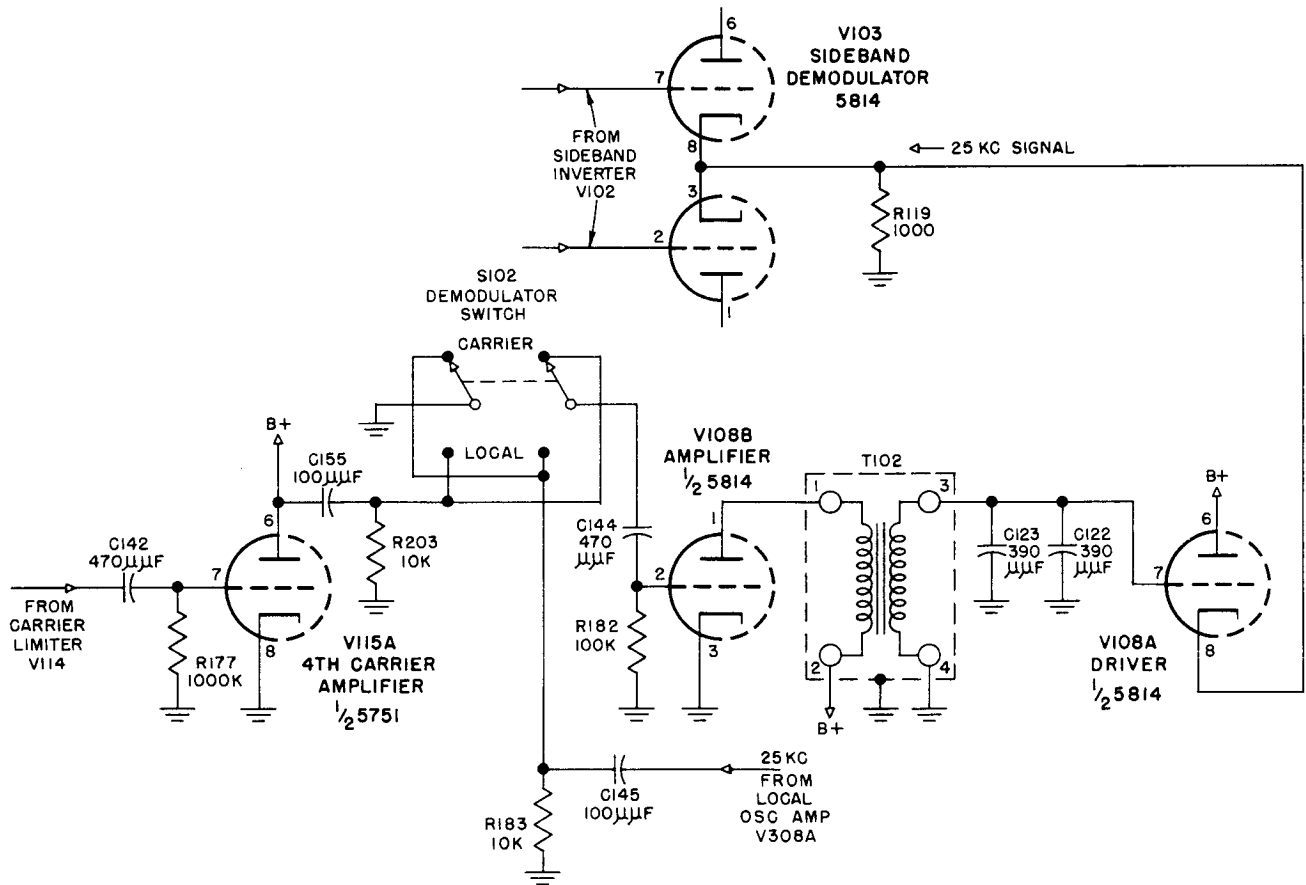 6
V103
SIDEBAND
DEMODULATOR
5814
7
FROM
SIDEBAND
INVERTER
V102
8
25 KC SIGNAL
3
R119
1000
2
1
S102
DEMODULATOR
SWITCH
CARRIER
LOCAL
B+
C155
100μμF
6
R203
10K
C142
470μμF
7
FROM
CARRIER
LIMITER
V114
R177
1000K
8
V115A
4TH CARRIER
AMPLIFIER
1/2 5751
V108B
AMPLIFIER
1/2 5814
C144
470
μμF
1
2
R182
100K
3
T102
1
3
2
4
B+
C123
390
μμF
C122
390
μμF
B+
6
7
8
V108A
DRIVER
1/2 5814
25 KC
FROM
LOCAL
OSC AMP
V308A
C145
100μμF
R183
10K